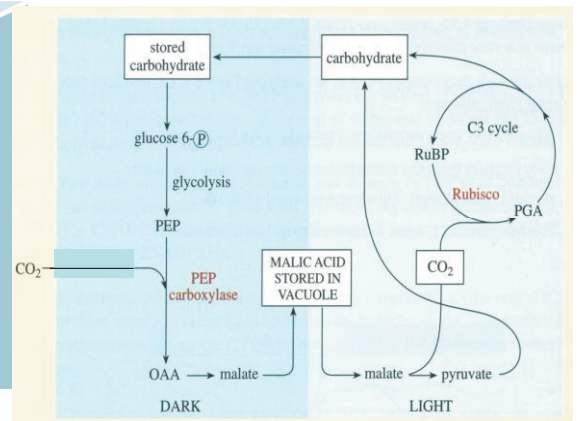 stored
carbohydrate
carbohydrate
glucose 6-Ⓟ
C3 cycle
RuBP
glycolysis
Rubisco
PGA
PEP
CO₂
PEP
carboxylase
MALIC ACID
STORED IN
VACUOLE
CO₂
OAA
malate
malate
pyruvate
DARK
LIGHT